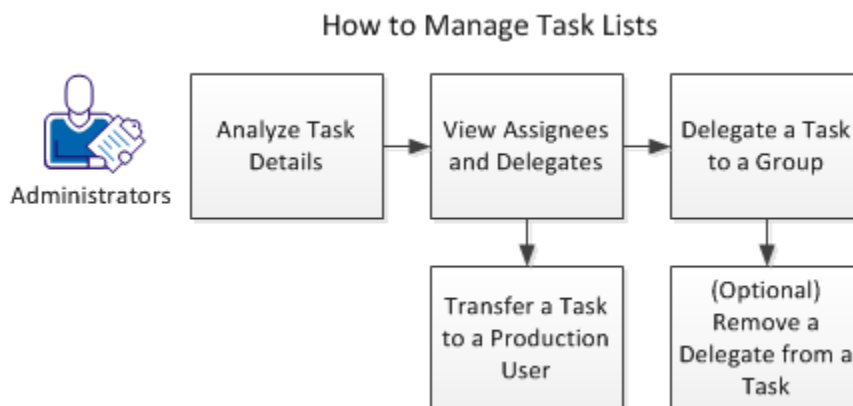 How to Manage Task Lists
Administrators
Analyze Task
Details
View Assignees
and Delegates
Delegate a Task
to a Group
Transfer a Task
to a Production
User
(Optional)
Remove a
Delegate from a
Task